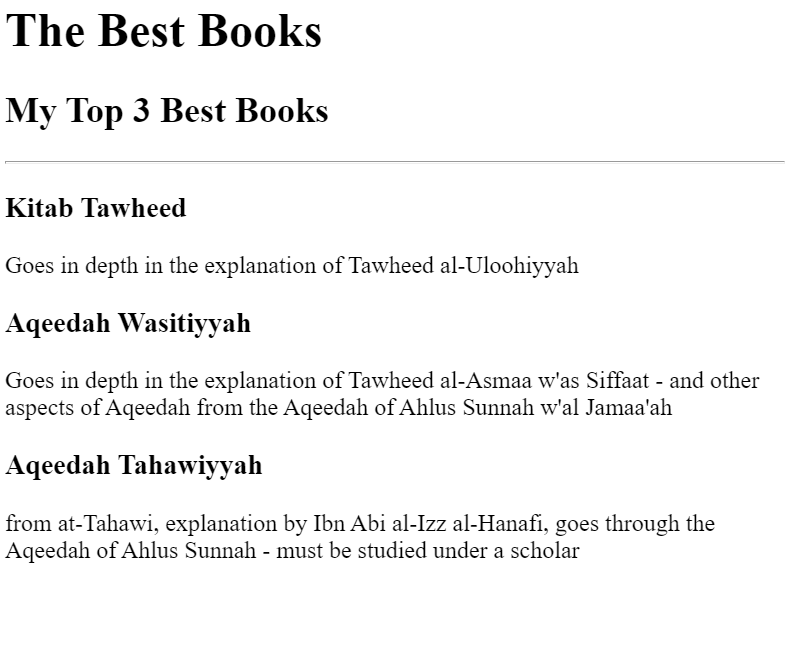 The Best Books
My Top 3 Best Books
Kitab Tawheed
Goes in depth in the explanation of Tawheed al-Uloohiyyah
Aqeedah Wasitiyyah
Goes in depth in the explanation of Tawheed al-Asmaa w'as Siffaat - and other
aspects of Aqeedah from the Aqeedah of Ahlus Sunnah w'al Jamaa'ah
Aqeedah Tahawiyyah
from at-Tahawi, explanation by Ibn Abi al-Izz al-Hanafi, goes through the
Aqeedah of Ahlus Sunnah - must be studied under a scholar